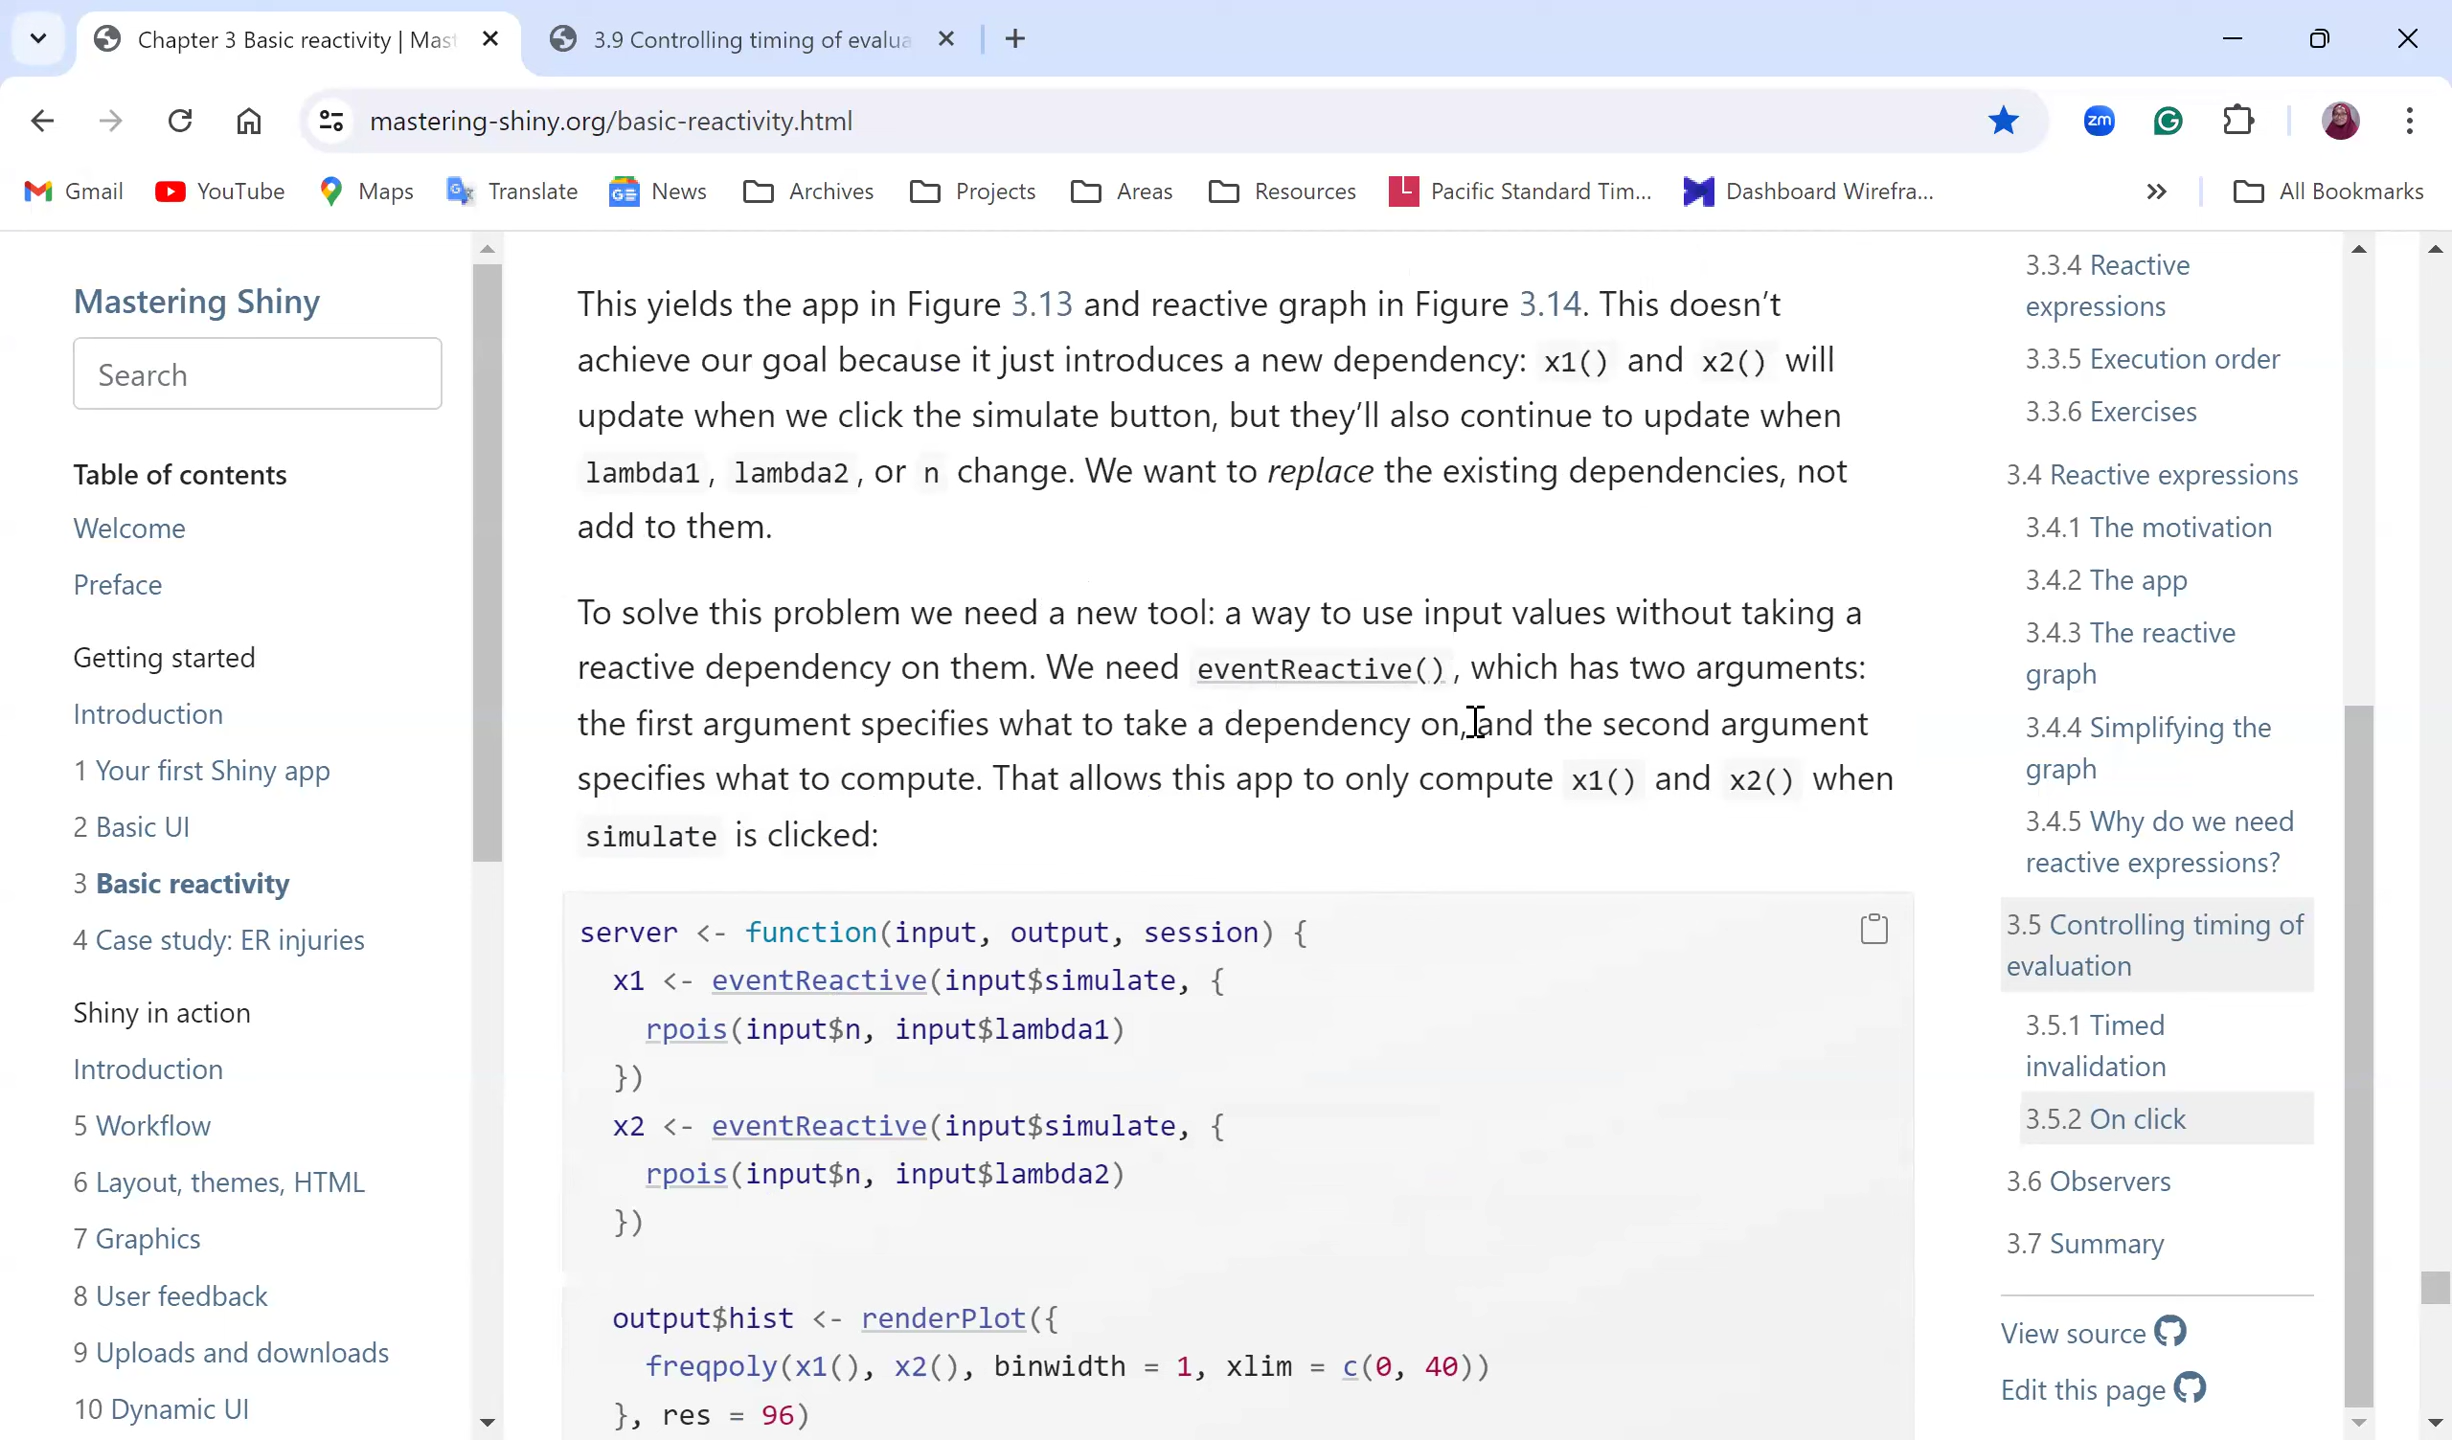 Chapter 3 Basic reactivity | Mast
3.9 Controlling timing of evalua
mastering-shiny.org/basic-reactivity.html
zm
Gmail
YouTube
Maps
Translate
News
Archives
Projects
Areas
Resources
Pacific Standard Tim...
Dashboard Wirefra...
All Bookmarks
Mastering Shiny
Search
Table of contents
Welcome
Preface
Getting started
Introduction
1 Your first Shiny app
2 Basic UI
3 Basic reactivity
4 Case study: ER injuries
Shiny in action
Introduction
5 Workflow
6 Layout, themes, HTML
7 Graphics
8 User feedback
9 Uploads and downloads
10 Dynamic UI
This yields the app in Figure 3.13 and reactive graph in Figure 3.14. This doesn’t
achieve our goal because it just introduces a new dependency: x1() and x2() will
update when we click the simulate button, but they’ll also continue to update when
lambda1, lambda2, or n change. We want to replace the existing dependencies, not
add to them.
To solve this problem we need a new tool: a way to use input values without taking a
reactive dependency on them. We need eventReactive(), which has two arguments:
the first argument specifies what to take a dependency on, and the second argument
specifies what to compute. That allows this app to only compute x1() and x2() when
simulate is clicked:
server <- function(input, output, session) {
x1 <- eventReactive(input$simulate, {
rpois(input$n, input$lambda1)
})
x2 <- eventReactive(input$simulate, {
rpois(input$n, input$lambda2)
})
output$hist <- renderPlot({
freqpoly(x1(), x2(), binwidth = 1, xlim = c(0, 40))
}, res = 96)
3.3.4 Reactive
expressions
3.3.5 Execution order
3.3.6 Exercises
3.4 Reactive expressions
3.4.1 The motivation
3.4.2 The app
3.4.3 The reactive
graph
3.4.4 Simplifying the
graph
3.4.5 Why do we need
reactive expressions?
3.5 Controlling timing of
evaluation
3.5.1 Timed
invalidation
3.5.2 On click
3.6 Observers
3.7 Summary
View source
Edit this page